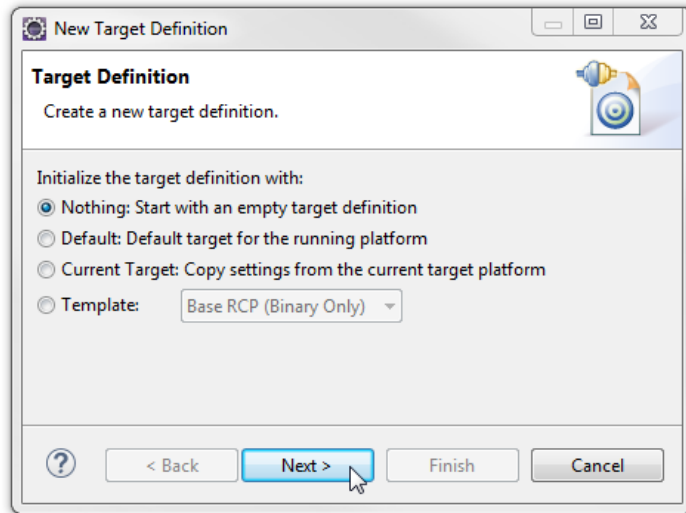 New Target Definition
Target Definition
Create a new target definition.
Initialize the target definition with:
Nothing: Start with an empty target definition
Default: Default target for the running platform
Current Target: Copy settings from the current target platform
Template: Base RCP (Binary Only)
? < Back Next > Finish Cancel